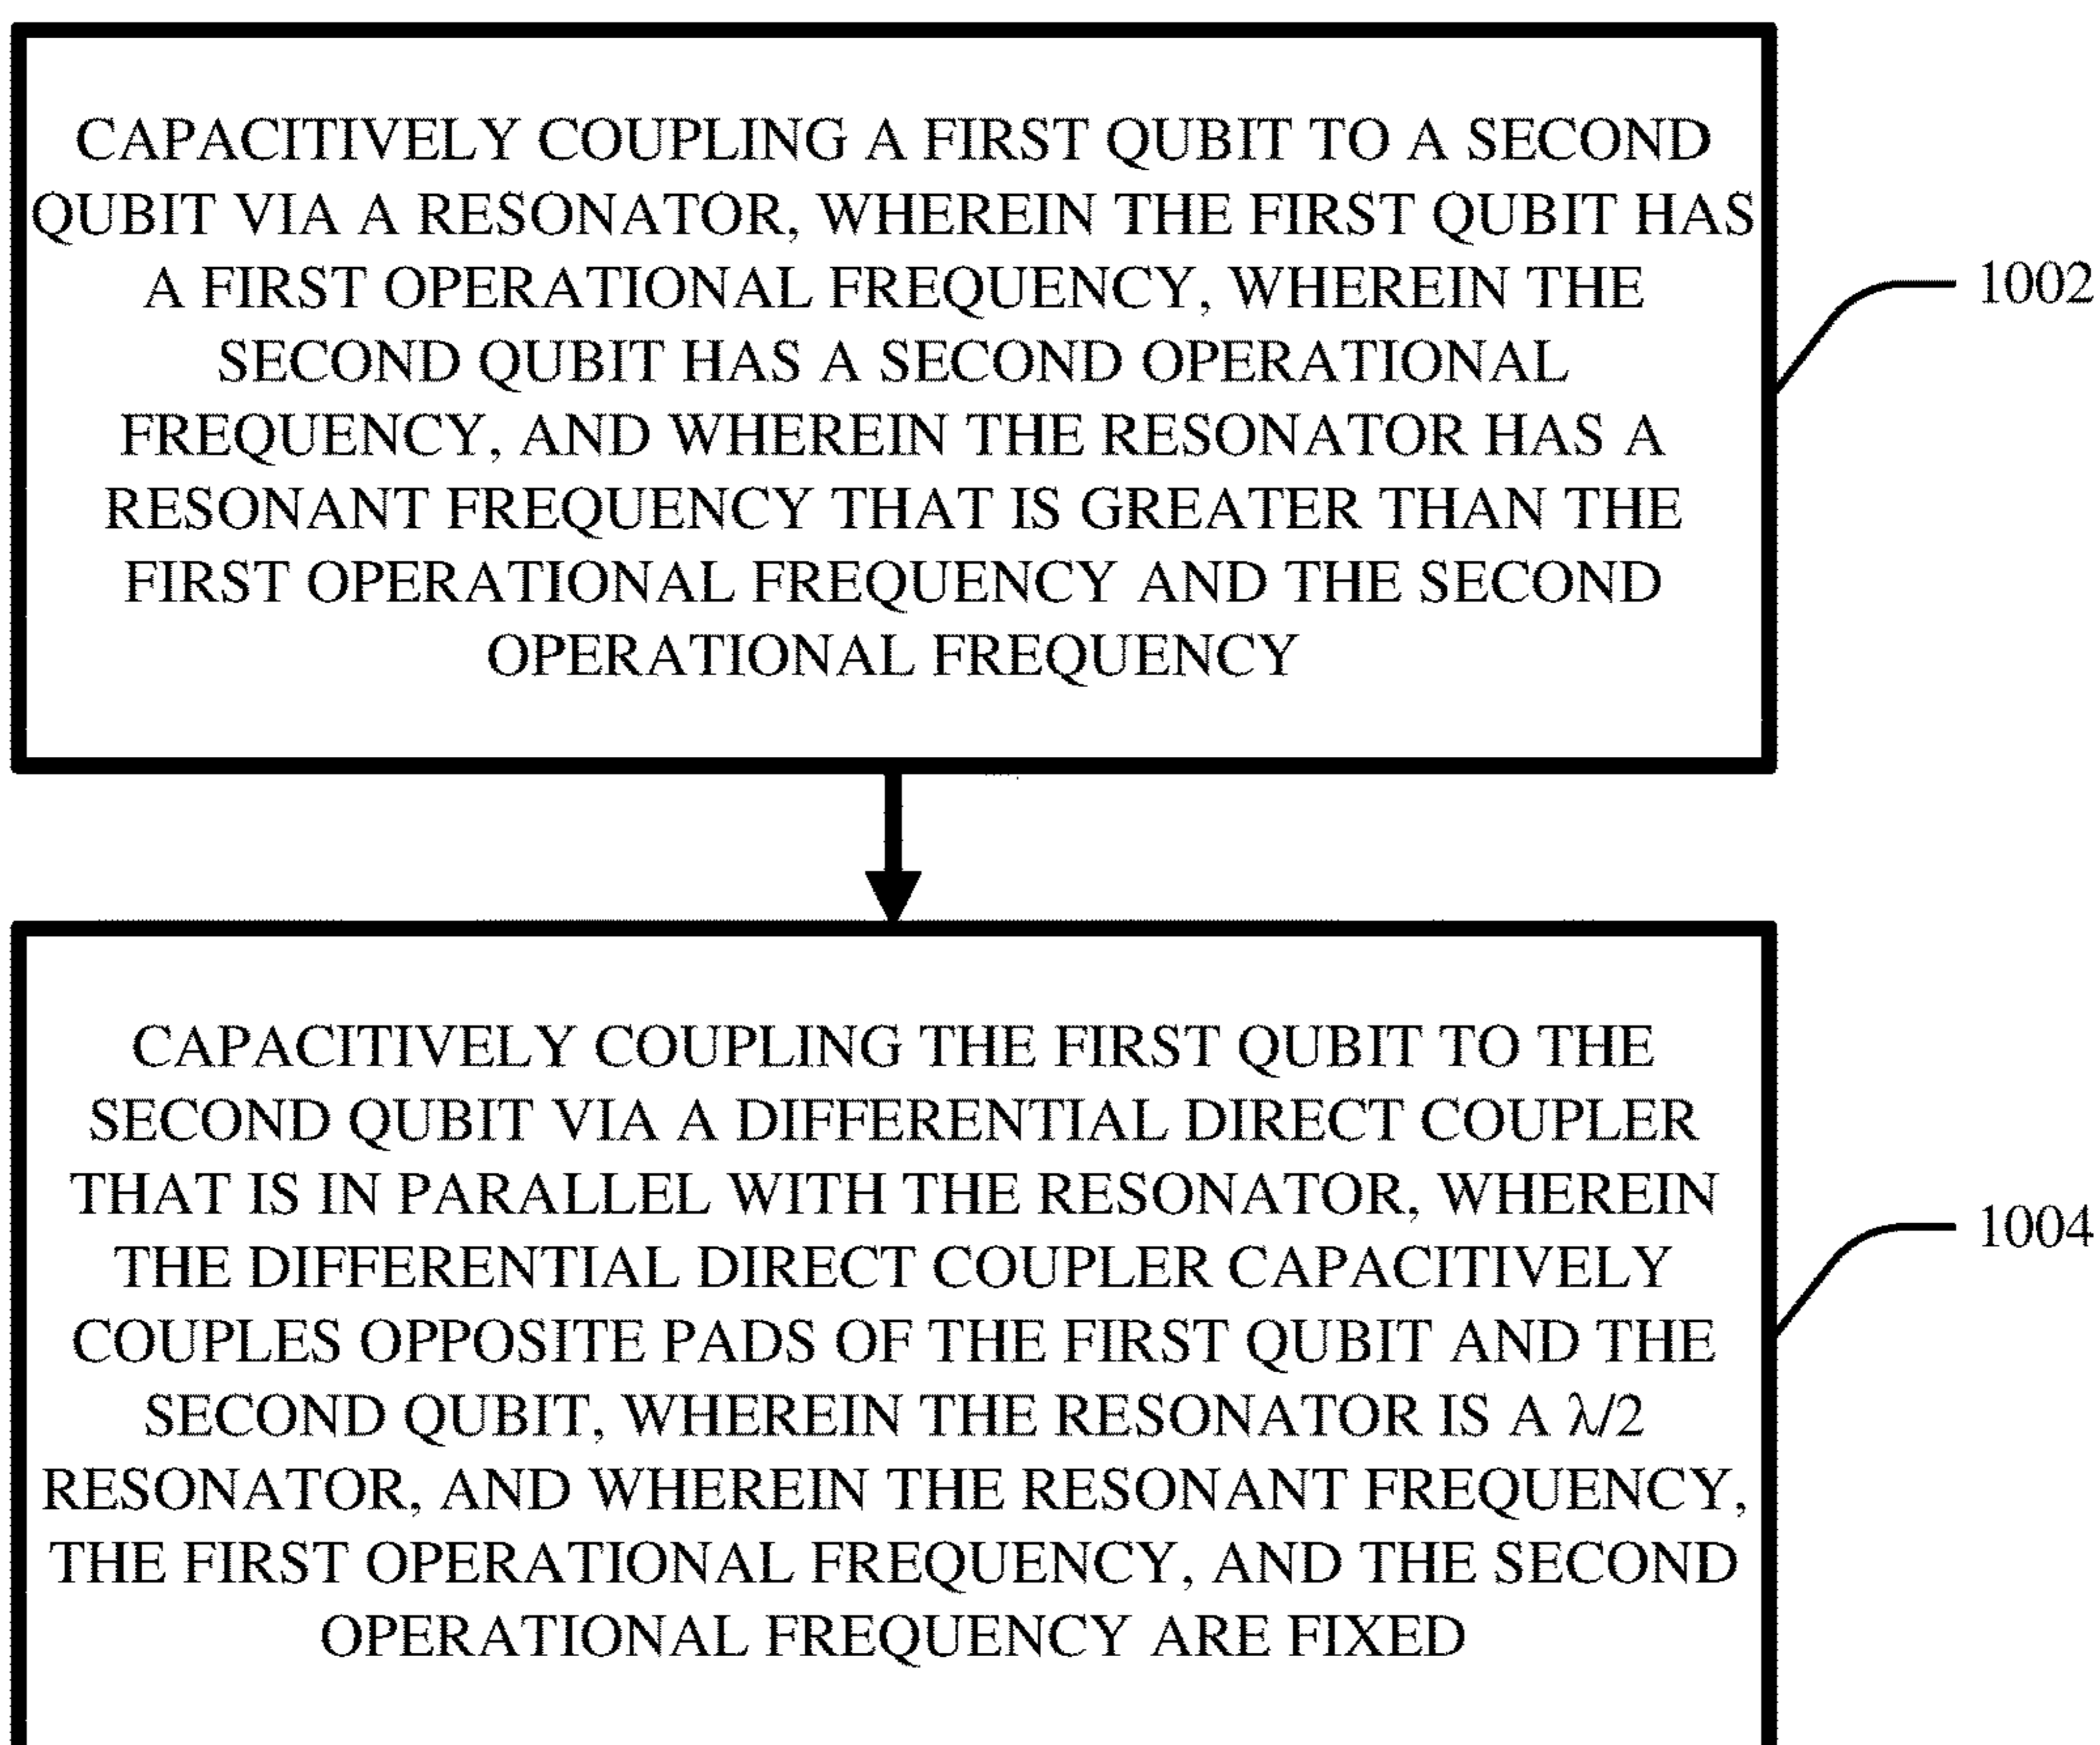 CAPACITIVELY COUPLING A FIRST QUBIT TO A SECOND
QUBIT VIA A RESONATOR, WHEREIN THE FIRST QUBIT HAS
A FIRST OPERATIONAL FREQUENCY, WHEREIN THE
SECOND QUBIT HAS A SECOND OPERATIONAL
FREQUENCY, AND WHEREIN THE RESONATOR HAS A
RESONANT FREQUENCY THAT IS GREATER THAN THE
FIRST OPERATIONAL FREQUENCY AND THE SECOND
OPERATIONAL FREQUENCY
1002
CAPACITIVELY COUPLING THE FIRST QUBIT TO THE
SECOND QUBIT VIA A DIFFERENTIAL DIRECT COUPLER
THAT IS IN PARALLEL WITH THE RESONATOR, WHEREIN
THE DIFFERENTIAL DIRECT COUPLER CAPACITIVELY
COUPLES OPPOSITE PADS OF THE FIRST QUBIT AND THE
SECOND QUBIT, WHEREIN THE RESONATOR IS A λ/2
RESONATOR, AND WHEREIN THE RESONANT FREQUENCY,
THE FIRST OPERATIONAL FREQUENCY, AND THE SECOND
OPERATIONAL FREQUENCY ARE FIXED
1004